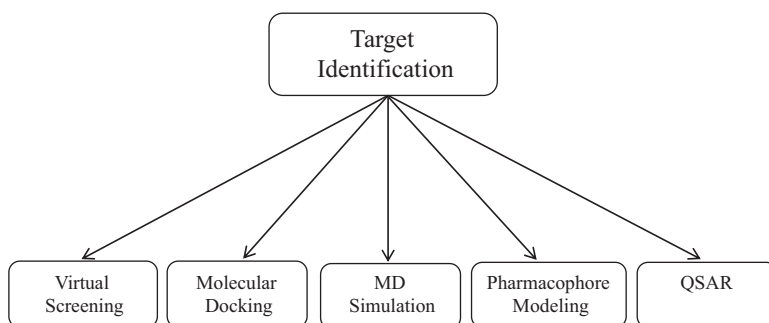 Target
Identification
Virtual
Screening
Molecular
Docking
MD
Simulation
Pharmacophore
Modeling
QSAR